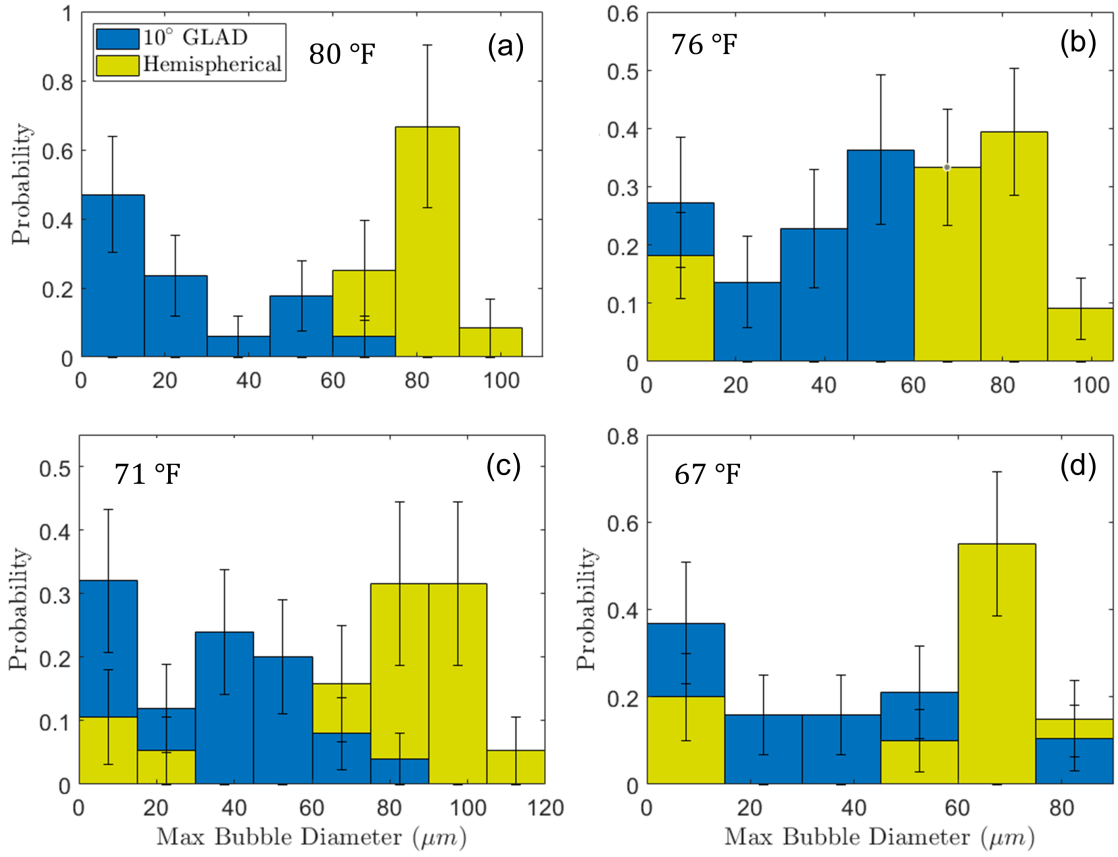 10° GLAD
Hemispherical
80 °F
(a)
1
0.8
0.6
0.4
0.2
0
Probability
0 20 40 60 80 100
76 °F
(b)
0.6
0.5
0.4
0.3
0.2
0.1
0
0 20 40 60 80 100
71 °F
(c)
0.5
0.4
0.3
0.2
0.1
0
Probability
0 20 40 60 80 100 120
Max Bubble Diameter (μm)
67 °F
(d)
0.8
0.6
0.4
0.2
0
Probability
0 20 40 60 80
Max Bubble Diameter (μm)